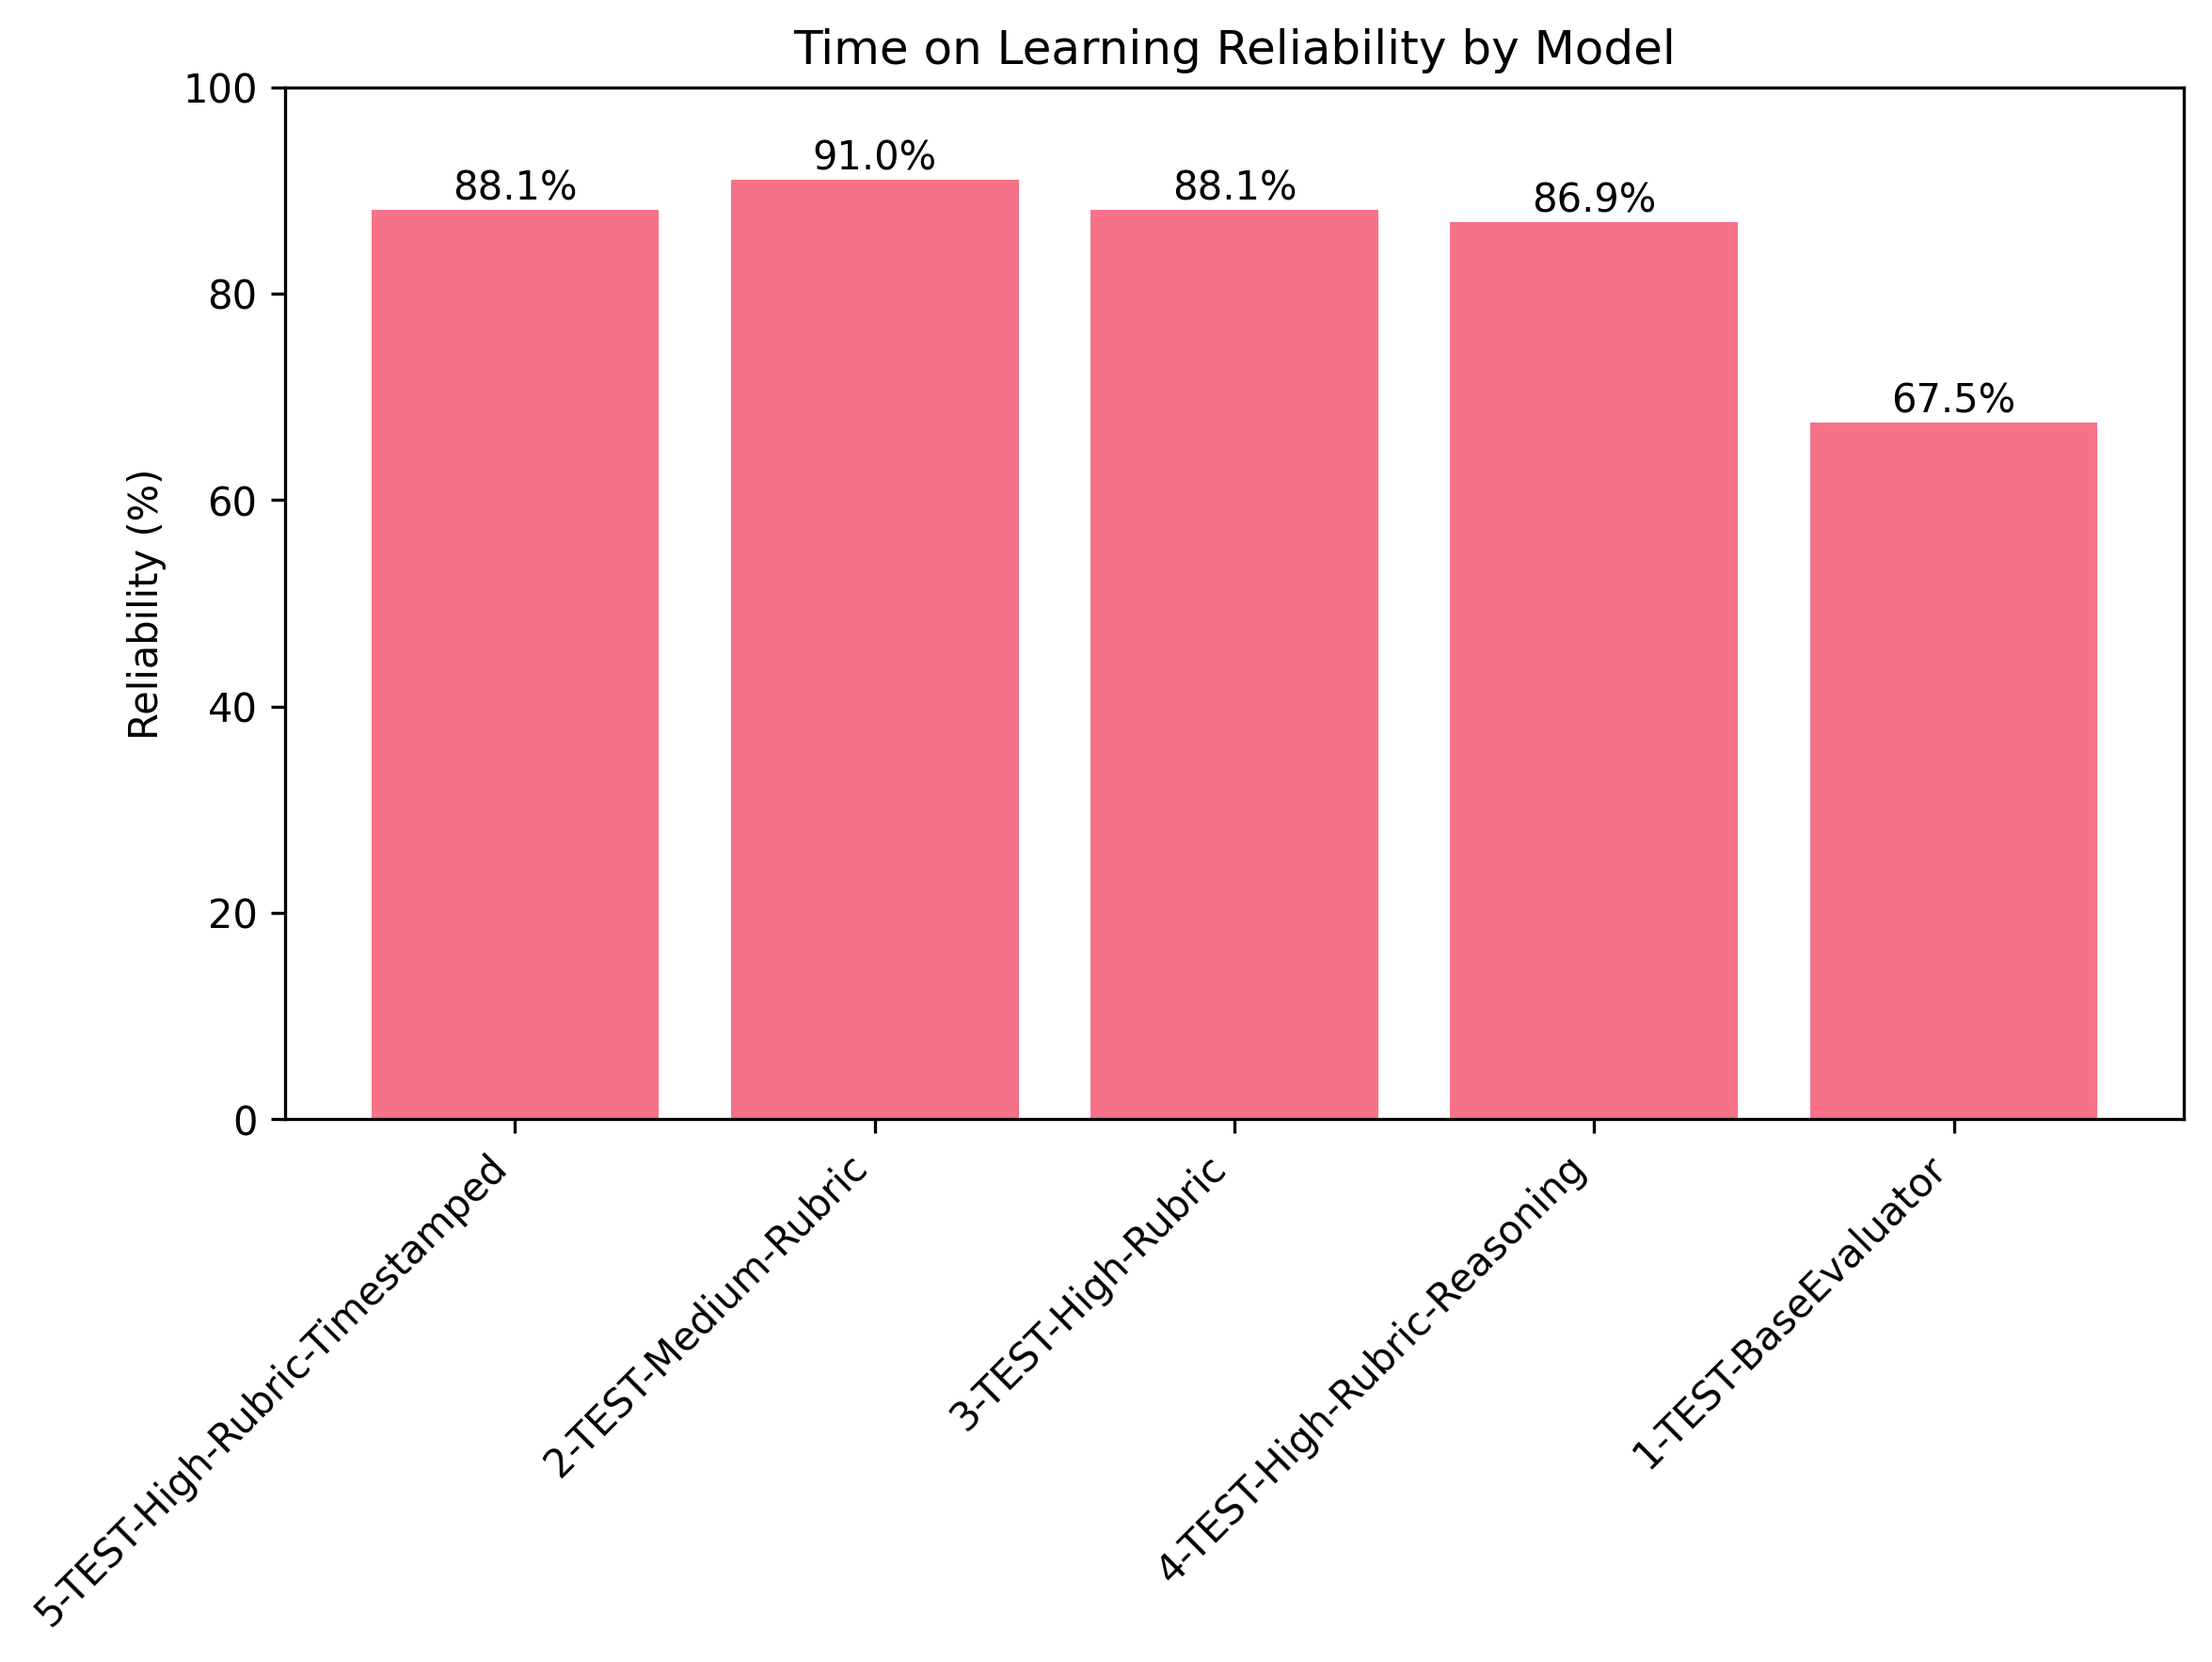 Time on Learning Reliability by Model
Reliability (%)
100
80
60
40
20
0
88.1%
91.0%
88.1%
86.9%
67.5%
5-TEST-High-Rubric-Timestamped
2-TEST-Medium-Rubric
3-TEST-High-Rubric
4-TEST-High-Rubric-Reasoning
1-TEST-BaseEvaluator